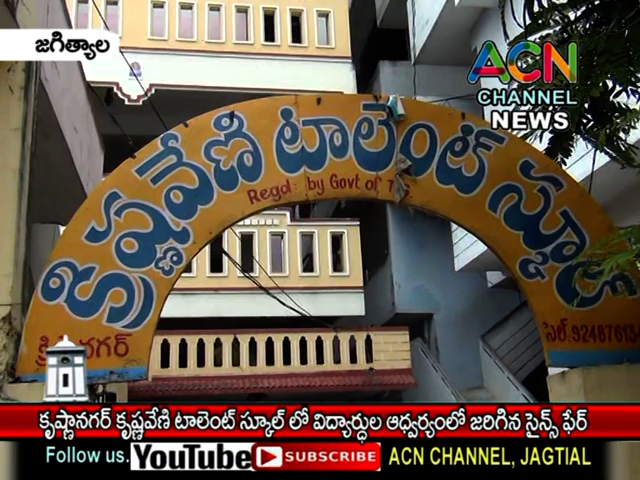 జగిత్యాల
ACN
CHANNEL
NEWS
కృష్ణవేణి టాలెంట్ స్కూల్
Regd: by Govt of T.S.
సెల్: 92487613
కృష్ణానగర్ కృష్ణవేణి టాలెంట్ స్కూల్ లో విద్యార్ధుల ఆధ్వర్యంలో జరిగిన సైన్స్ ఫేర్
Follow us. YouTube SUBSCRIBE ACN CHANNEL, JAGTIAL